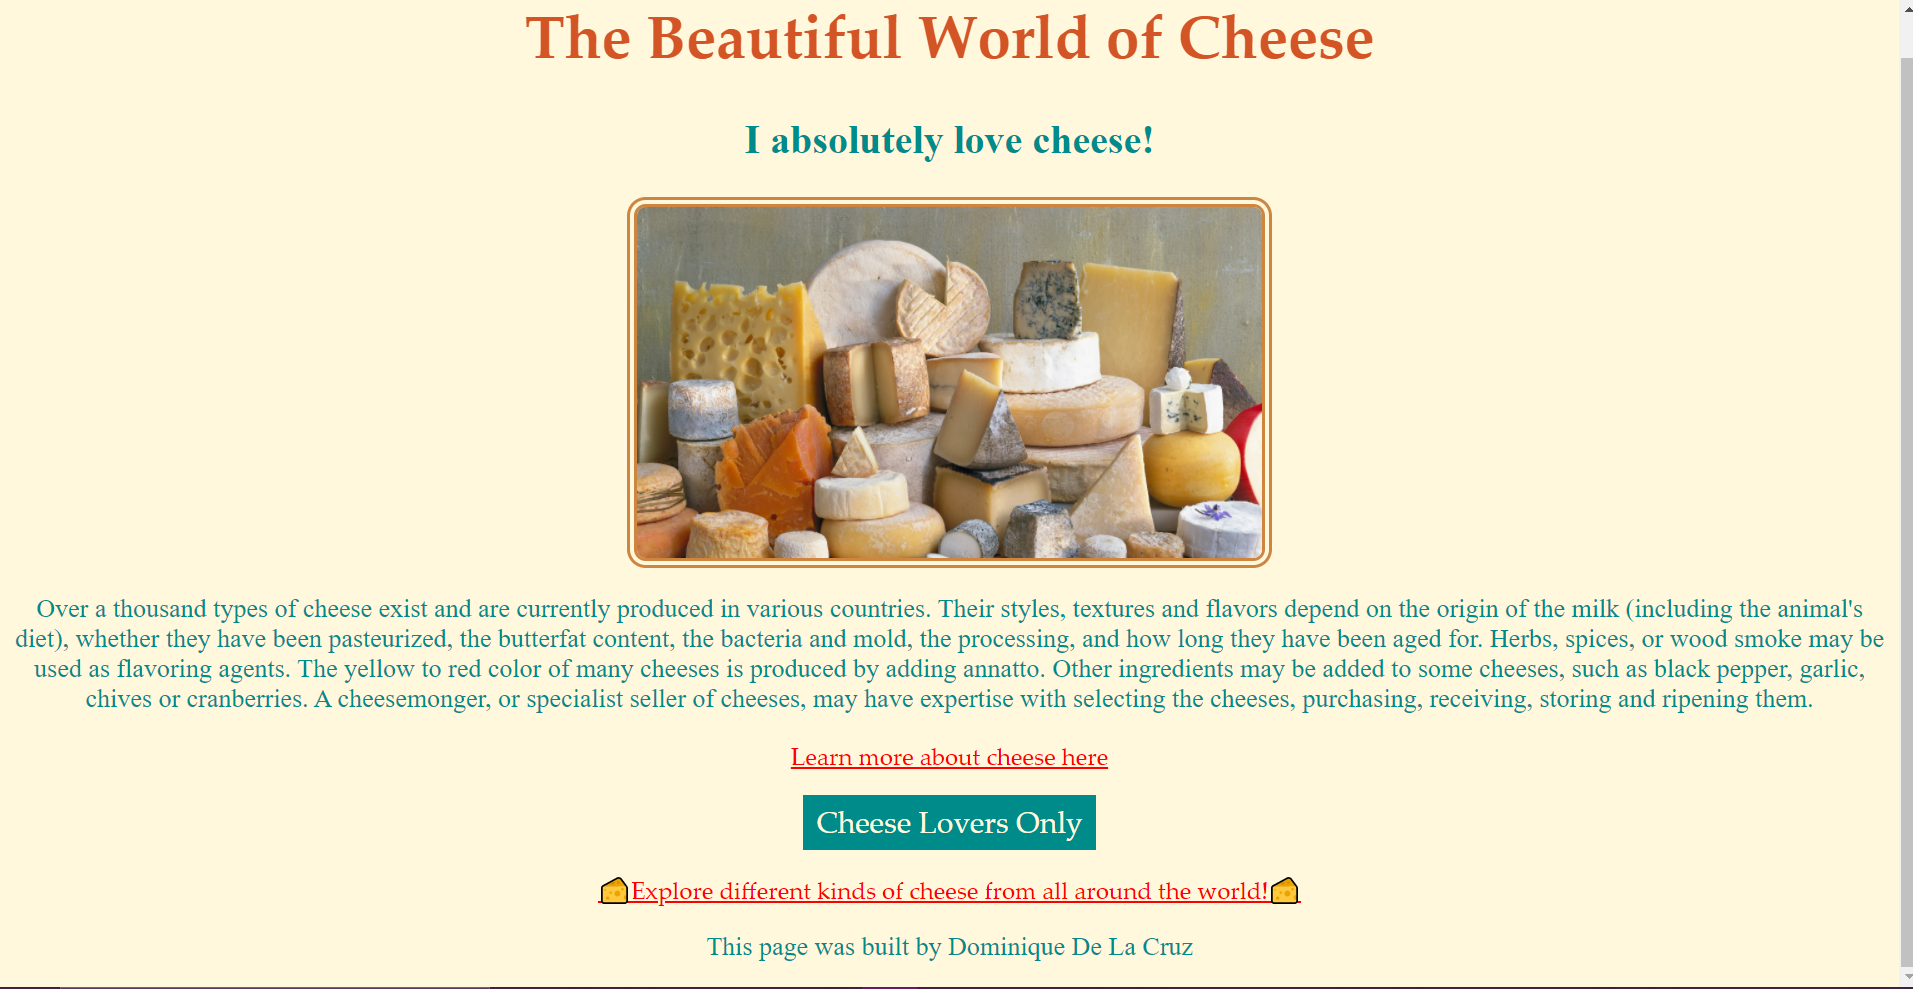 The Beautiful World of Cheese
I absolutely love cheese!
Over a thousand types of cheese exist and are currently produced in various countries. Their styles, textures and flavors depend on the origin of the milk (including the animal's
diet), whether they have been pasteurized, the butterfat content, the bacteria and mold, the processing, and how long they have been aged for. Herbs, spices, or wood smoke may be
used as flavoring agents. The yellow to red color of many cheeses is produced by adding annatto. Other ingredients may be added to some cheeses, such as black pepper, garlic,
chives or cranberries. A cheesemonger, or specialist seller of cheeses, may have expertise with selecting the cheeses, purchasing, receiving, storing and ripening them.
Learn more about cheese here
Cheese Lovers Only
🧀Explore different kinds of cheese from all around the world!🧀
This page was built by Dominique De La Cruz